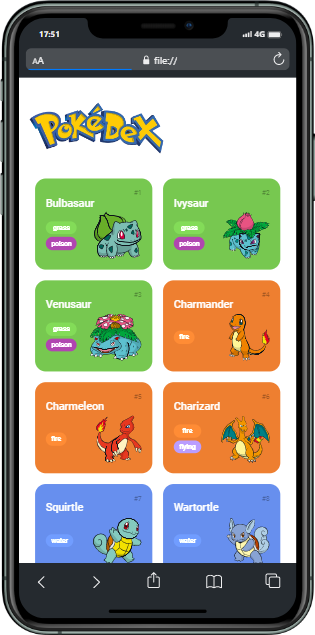 17:51 4G
AA file://
PokéDeX
Bulbasaur #1
grass
poison
Ivysaur #2
grass
poison
Venusaur #3
grass
poison
Charmander #4
fire
Charmeleon #5
fire
Charizard #6
fire
flying
Squirtle #7
water
Wartortle #8
water